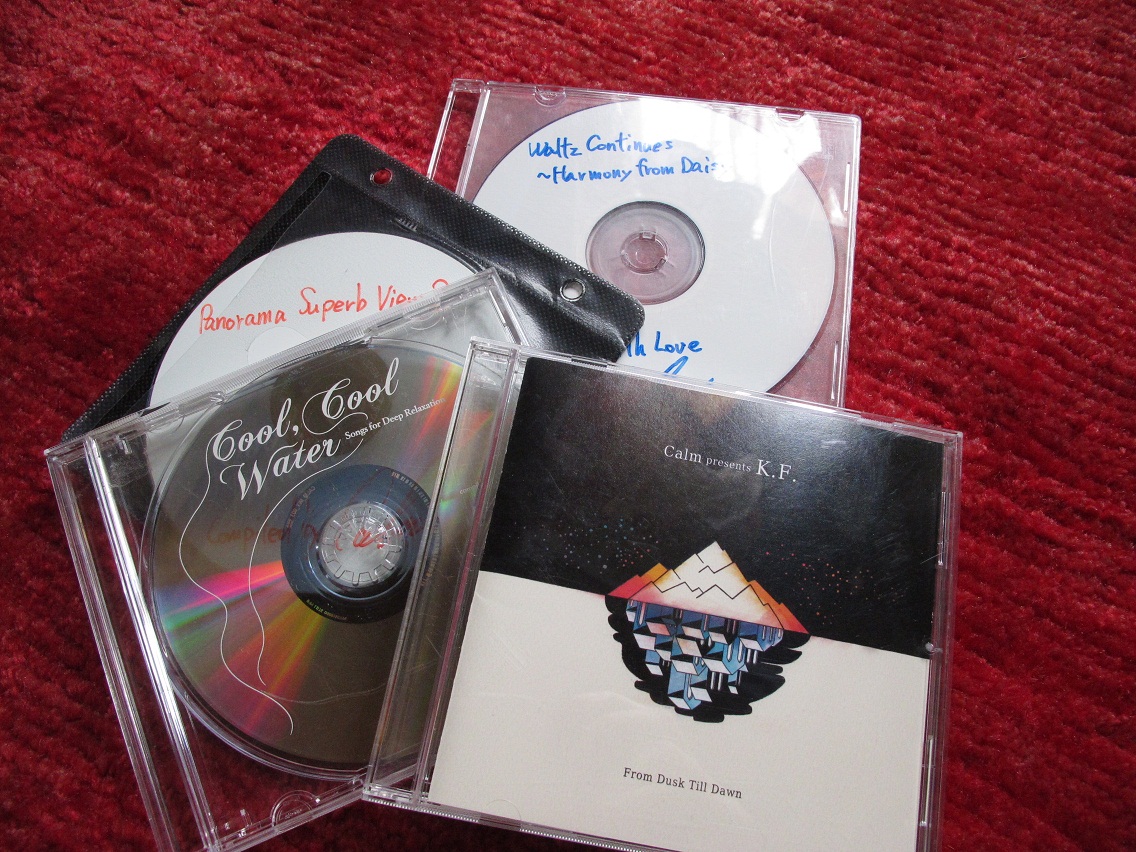 Waltz Continues
~Harmony from
th Love
Panorama Superb View
Cool, Cool
Water Songs for Deep Relaxation
Calm presents K.F.
From Dusk Till Dawn